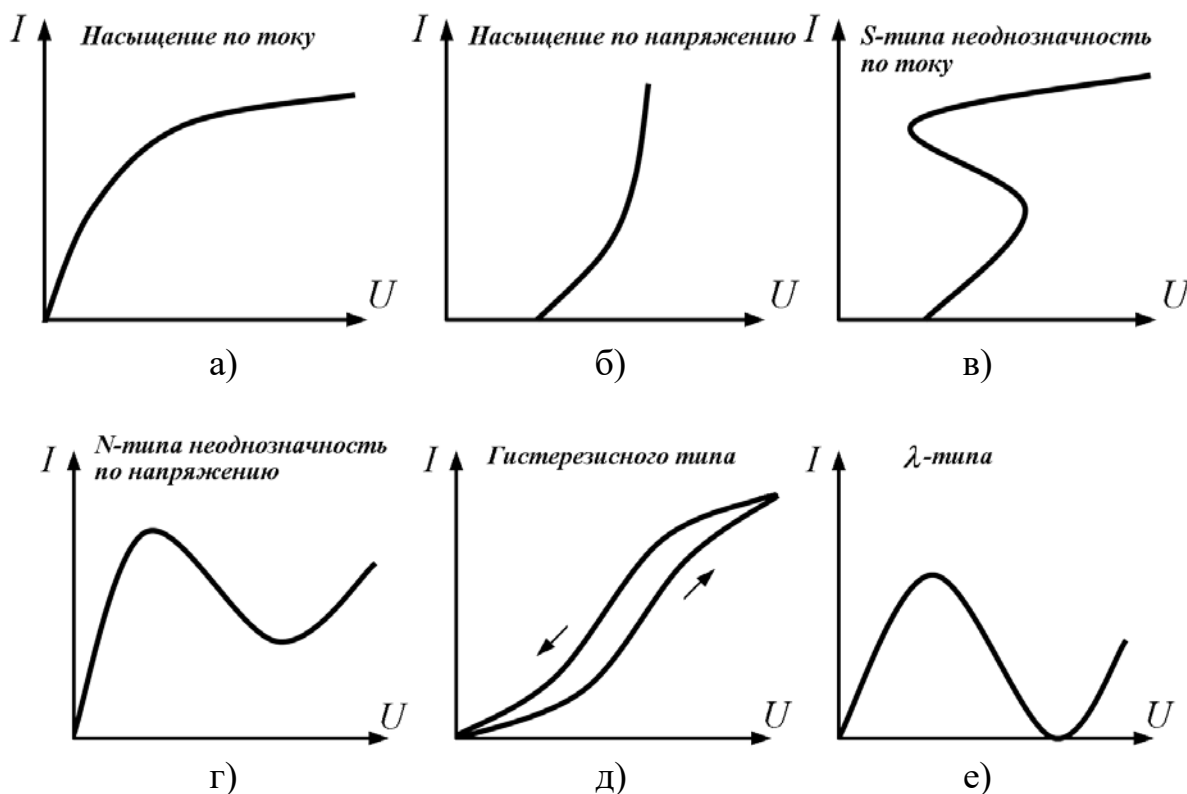 I
Насыщение по току
U
а)
I
Насыщение по напряжению
U
б)
I
S-типа неоднозначность
по току
U
в)
I
N-типа неоднозначность
по напряжению
U
г)
I
Гистерезисного типа
U
д)
I
λ-типа
U
е)